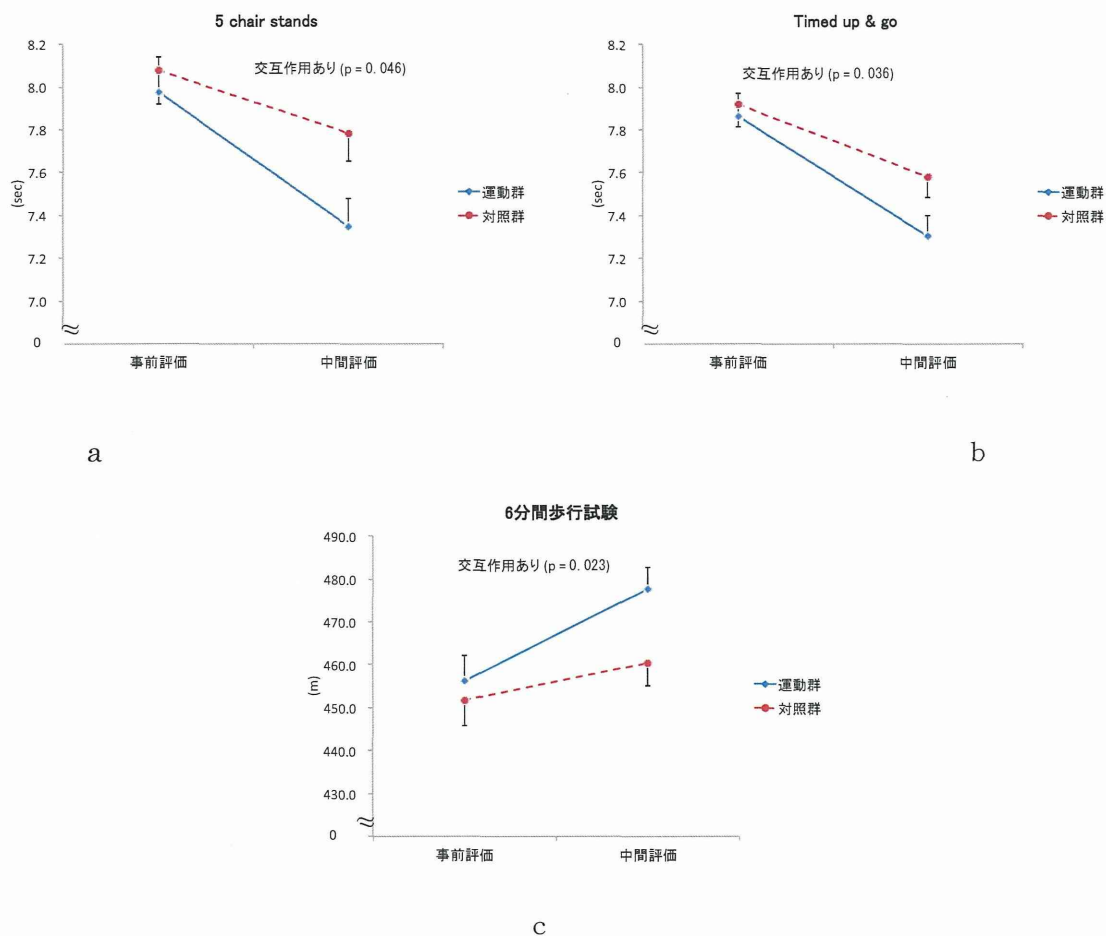 5 chair stands
8.2
8.0
7.8
7.6
7.4
7.2
7.0
0
(sec)
交互作用あり(p = 0.046)
運動群
対照群
事前評価
中間評価
a
Timed up & go
8.2
8.0
7.8
7.6
7.4
7.2
7.0
0
(sec)
交互作用あり(p = 0.036)
運動群
対照群
事前評価
中間評価
b
6分間歩行試験
490.0
480.0
470.0
460.0
450.0
440.0
430.0
0
(m)
交互作用あり(p = 0.023)
運動群
対照群
事前評価
中間評価
c